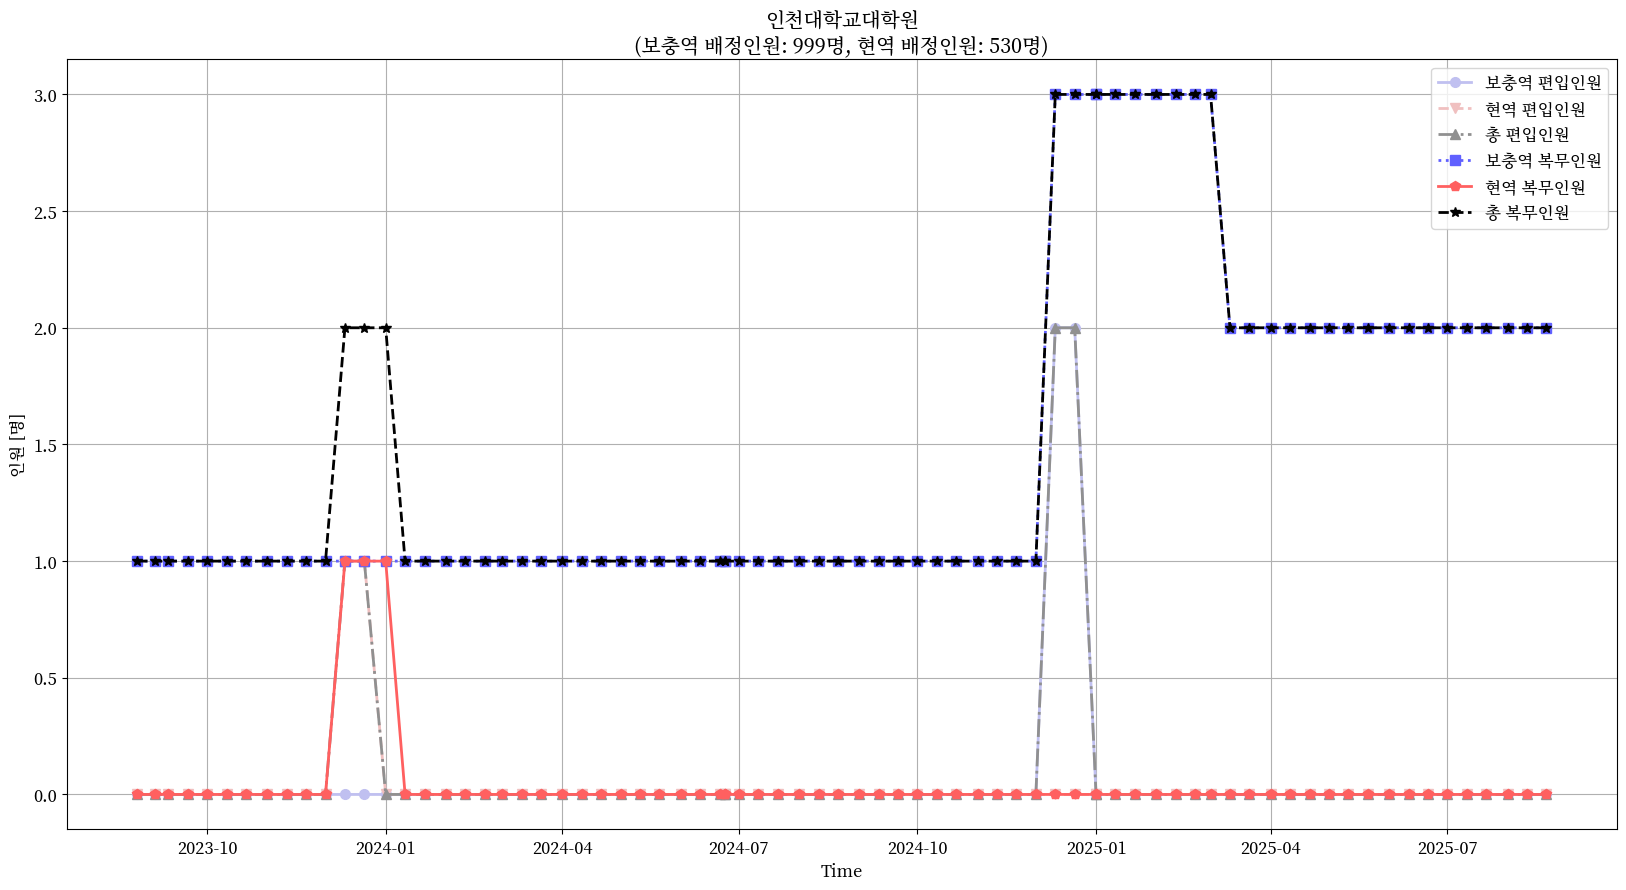 인천대학교대학원
(보충역 배정인원: 999명, 현역 배정인원: 530명)
보충역 편입인원
현역 편입인원
총 편입인원
보충역 복무인원
현역 복무인원
총 복무인원
인원 [명]
3.0
2.5
2.0
1.5
1.0
0.5
0.0
2023-10
2024-01
2024-04
2024-07
2024-10
2025-01
2025-04
2025-07
Time